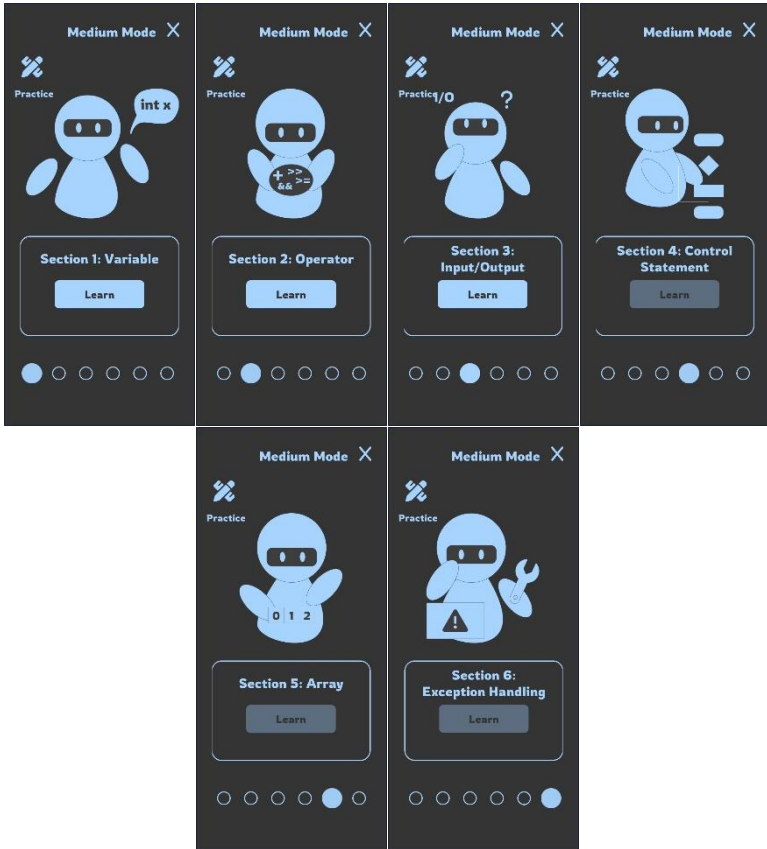 Medium Mode X
Practice
int x
Section 1: Variable
Learn
Medium Mode X
Practice
+ >>
&& >=
Section 2: Operator
Learn
Medium Mode X
Practice
1/0 ?
Section 3:
Input/Output
Learn
Medium Mode X
Practice
Section 4: Control
Statement
Learn
Medium Mode X
Practice
0 1 2
Section 5: Array
Learn
Medium Mode X
Practice
Section 6:
Exception Handling
Learn